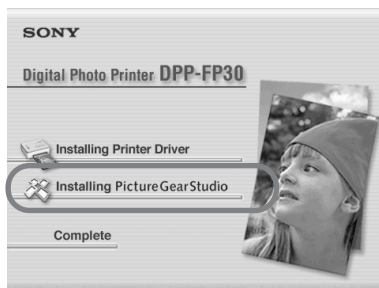 SONY
Digital Photo Printer DPP-FP30
Installing Printer Driver
Installing PictureGearStudio
Complete